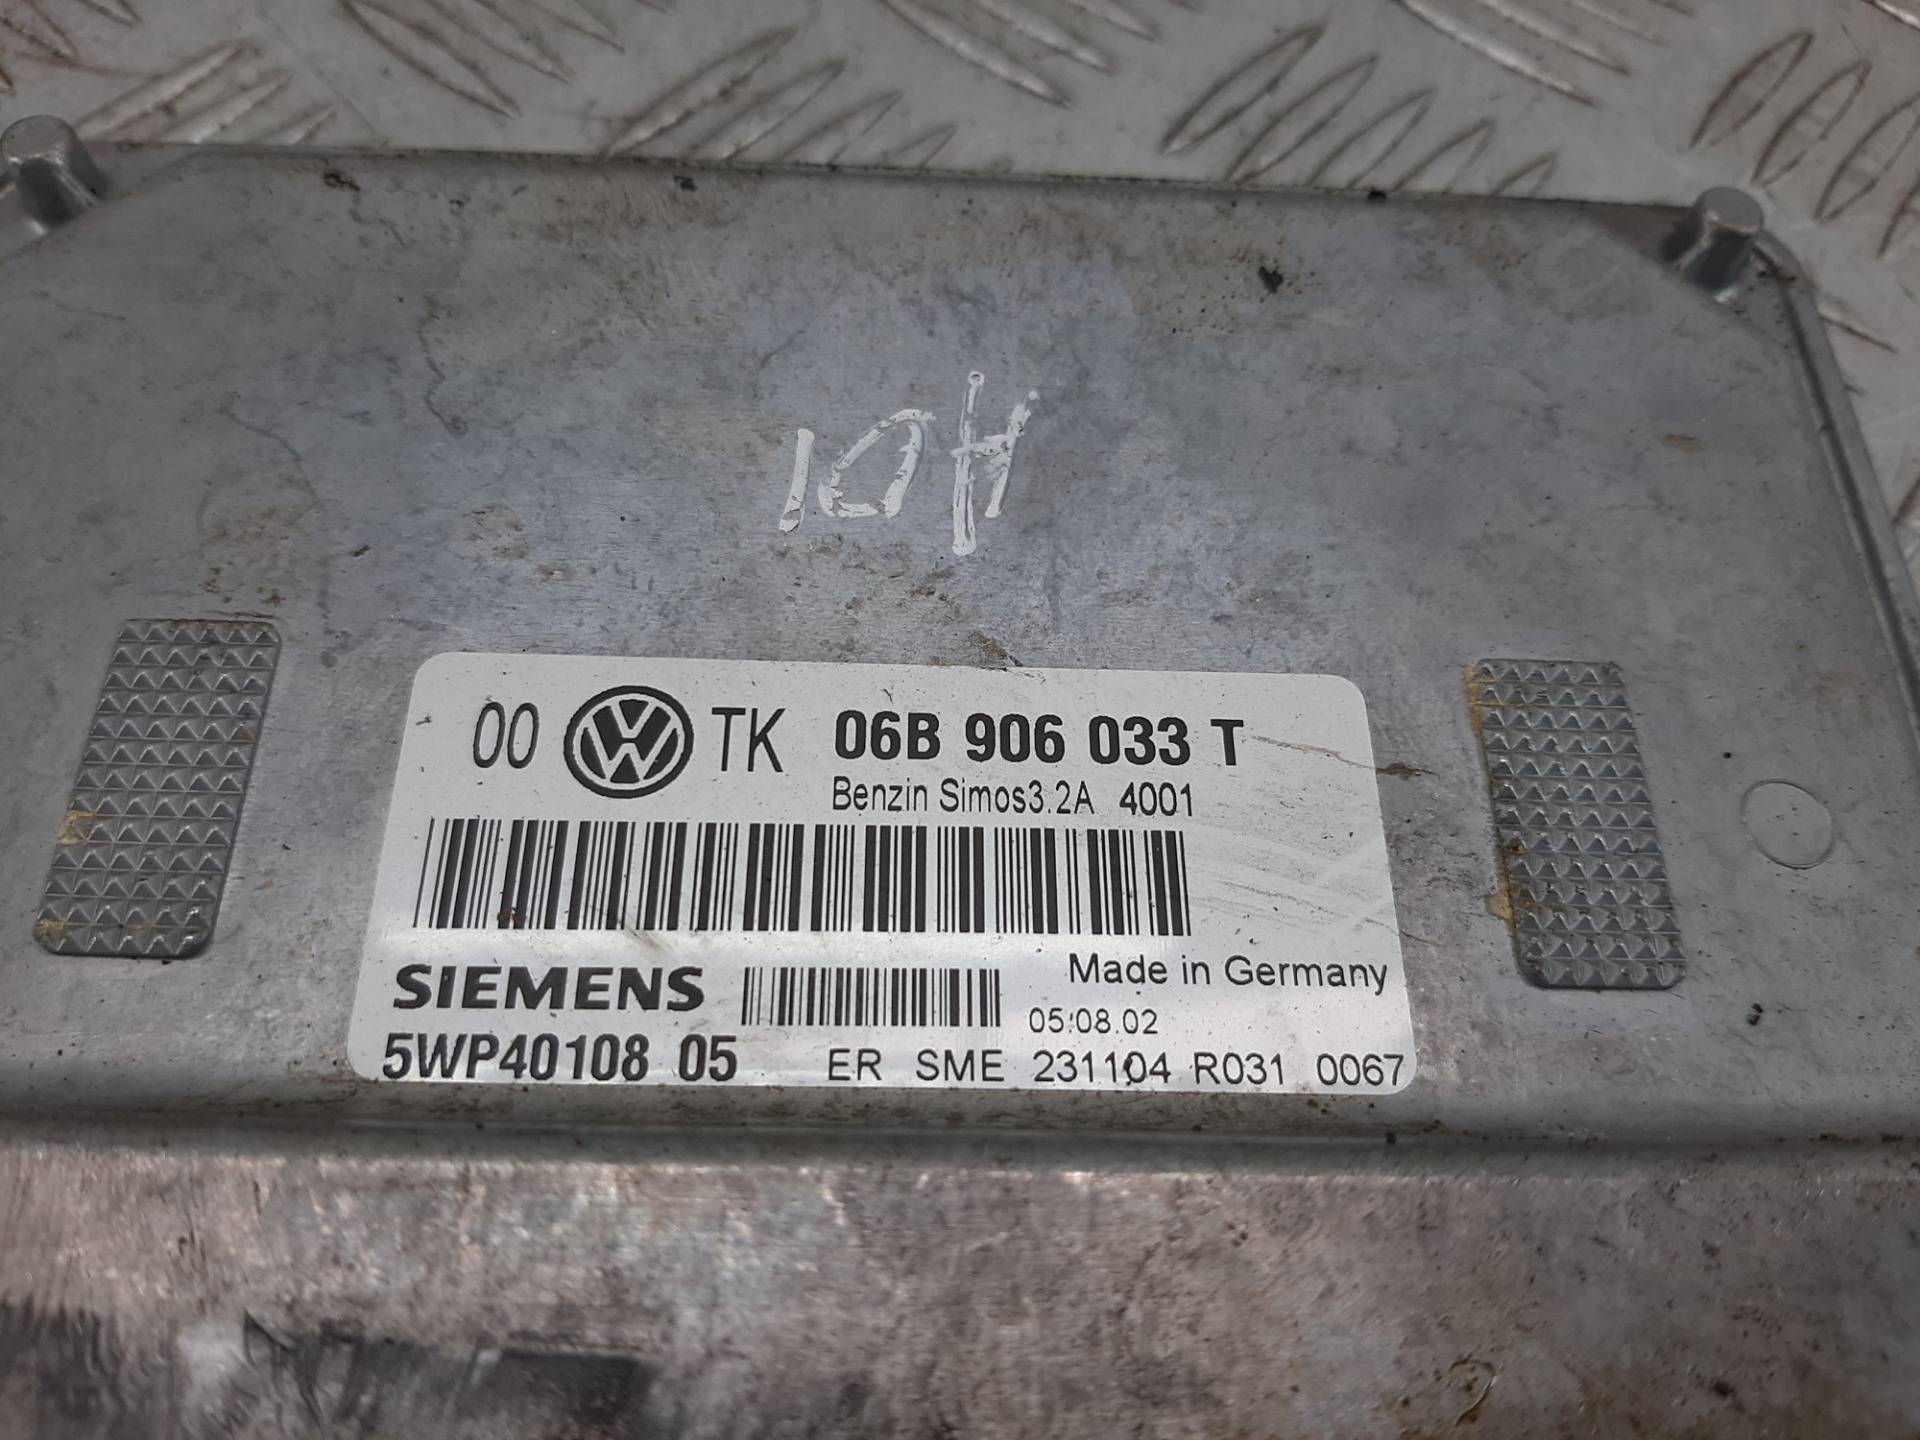 10H
00 VW TK 06B 906 033 T
Benzin Simos3.2A 4001
Made in Germany
SIEMENS 05.08.02
5WP40108 05 ER SME 231104 R031 0067